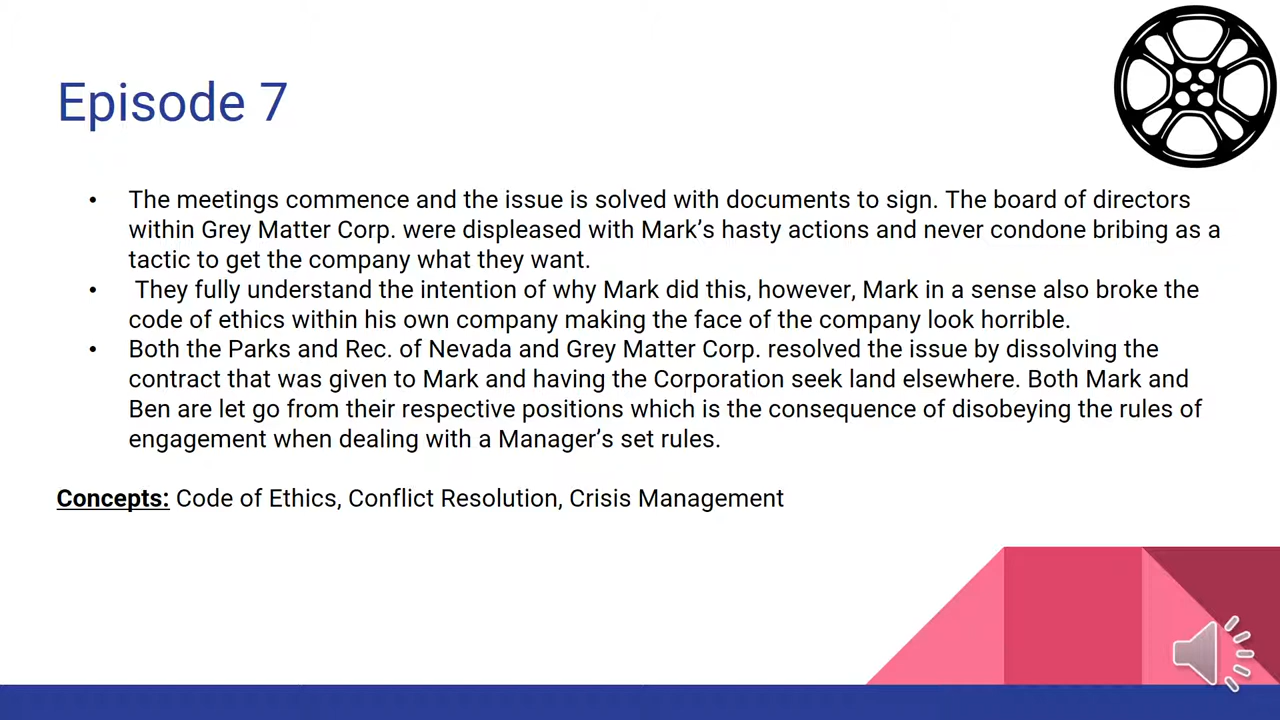 Episode 7
• The meetings commence and the issue is solved with documents to sign. The board of directors
within Grey Matter Corp. were displeased with Mark’s hasty actions and never condone bribing as a
tactic to get the company what they want.
• They fully understand the intention of why Mark did this, however, Mark in a sense also broke the
code of ethics within his own company making the face of the company look horrible.
• Both the Parks and Rec. of Nevada and Grey Matter Corp. resolved the issue by dissolving the
contract that was given to Mark and having the Corporation seek land elsewhere. Both Mark and
Ben are let go from their respective positions which is the consequence of disobeying the rules of
engagement when dealing with a Manager’s set rules.
Concepts: Code of Ethics, Conflict Resolution, Crisis Management